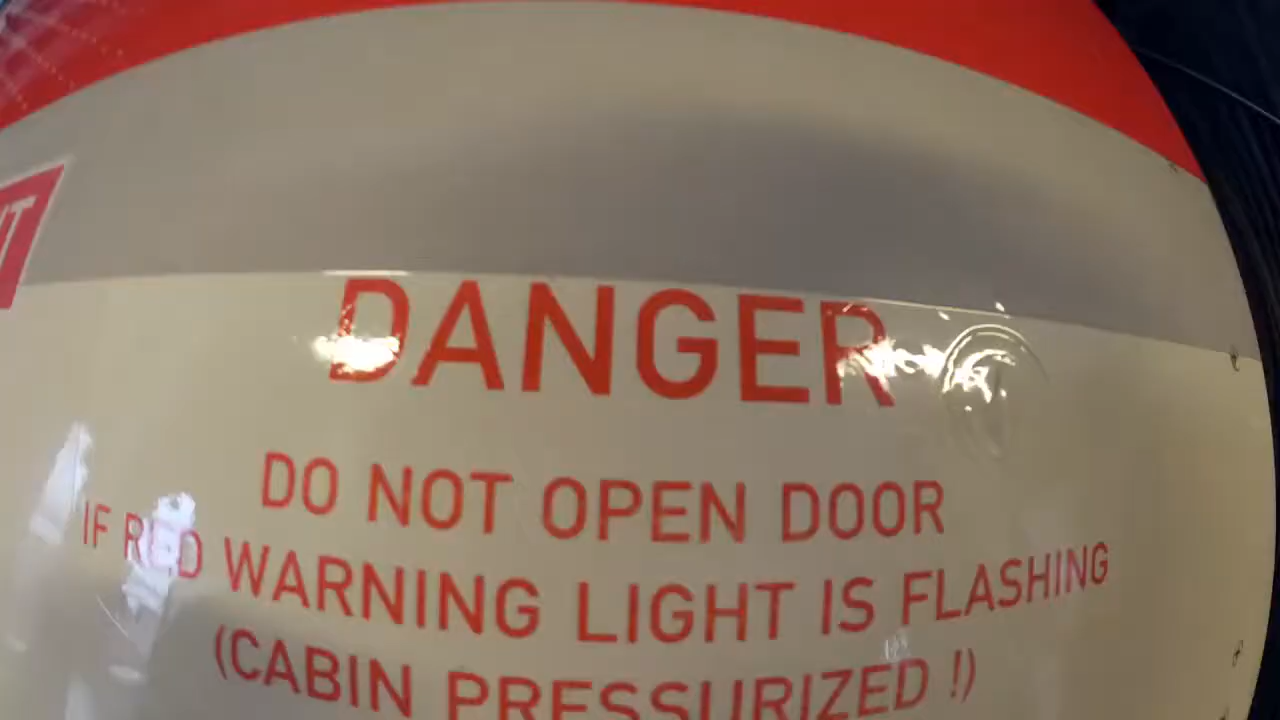 DANGER
DO NOT OPEN DOOR
IF RED WARNING LIGHT IS FLASHING
(CABIN PRESSURIZED !)